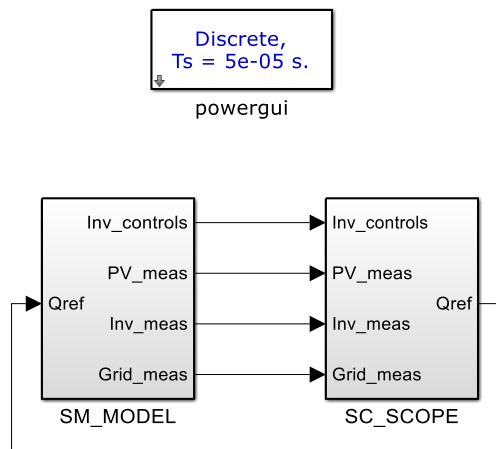 Discrete,
Ts = 5e-05 s.
powergui
Inv_controls
PV_meas
Qref
Inv_meas
Grid_meas
SM_MODEL
Inv_controls
PV_meas
Qref
Inv_meas
Grid_meas
SC_SCOPE